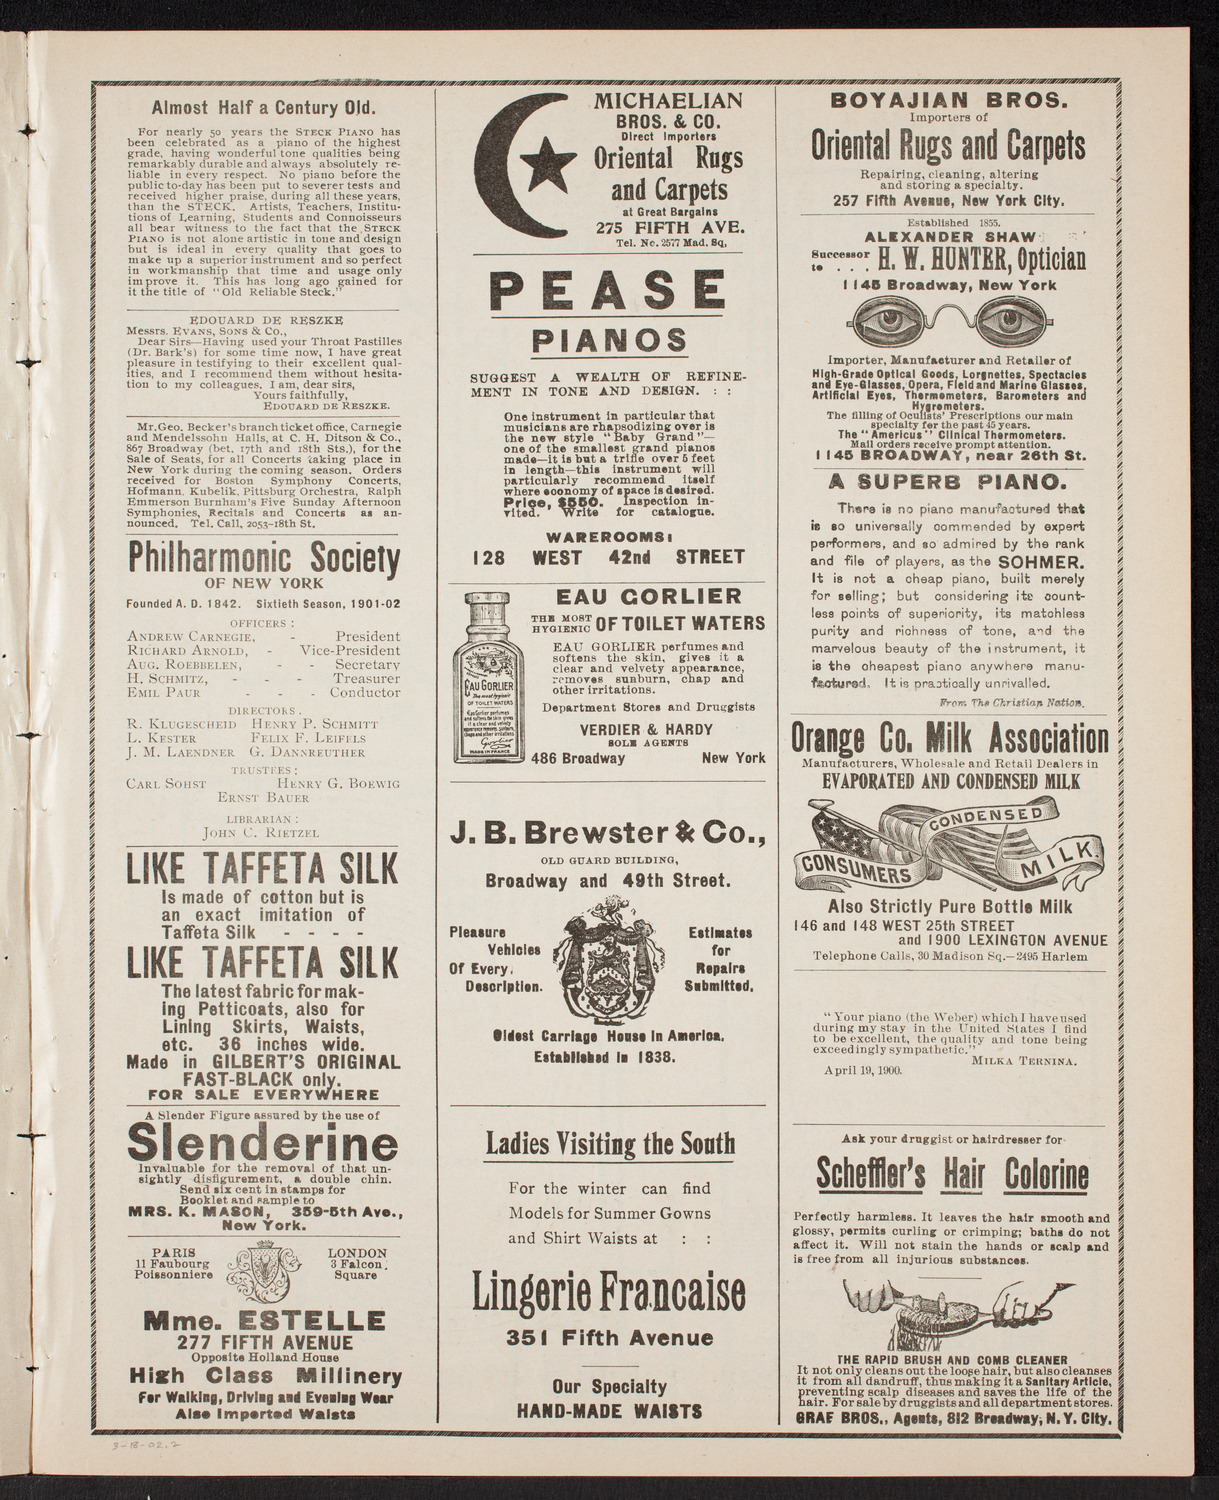 Almost Half a Century Old.
For nearly 50 years the STECK PIANO has
been celebrated as a piano of the highest
grade, having wonderful tone qualities being
remarkably durable and always absolutely re-
liable in every respect. No piano before the
public to-day has been put to severer tests and
received higher praise, during all these years,
than the STECK. Artists, Teachers, Institu-
tions of Learning, Students and Connoisseurs
all bear witness to the fact that the STECK
PIANO is not alone artistic in tone and design
but is ideal in every quality that goes to
make up a superior instrument and so perfect
in workmanship that time and usage only
improve it. This has long ago gained for
it the title of "Old Reliable Steck."
EDOUARD DE RESZKE
Messrs. EVANS, SONS & CO.,
Dear Sirs—Having used your Throat Pastilles
(Dr. Bark's) for some time now, I have great
pleasure in testifying to their excellent qual-
ities, and I recommend them without hesita-
tion to my colleagues. I am, dear sirs,
Yours faithfully,
EDOUARD DE RESZKE.
Mr. Geo. Becker's branch ticket office, Carnegie
and Mendelssohn Halls, at C. H. Ditson & Co.,
867 Broadway (bet. 17th and 18th Sts.), for the
Sale of Seats, for all Concerts taking place in
New York during the coming season. Orders
received for Boston Symphony Concerts,
Hofmann, Kubelik, Pittsburg Orchestra, Ralph
Emmerson Burnham's Five Sunday Afternoon
Symphonies, Recitals and Concerts as an-
nounced. Tel. Call, 2053-18th St.
Philharmonic Society
OF NEW YORK
Founded A. D. 1842. Sixtieth Season, 1901-02
OFFICERS:
ANDREW CARNEGIE, - President
RICHARD ARNOLD, - Vice-President
AUG. ROEBBELEN, - - Secretary
H. SCHMITZ, - - - Treasurer
EMIL PAUR - - - Conductor
DIRECTORS.
R. KLUGESCHEID HENRY P. SCHMITT
L. KESTER FELIX F. LEIFELS
J. M. LAENDNER G. DANNREUTHER
TRUSTEES:
CARL SOHST HENRY G. BOEWIG
ERNST BAUER
LIBRARIAN:
JOHN C. RIETZEL
LIKE TAFFETA SILK
Is made of cotton but is
an exact imitation of
Taffeta Silk - - - -
LIKE TAFFETA SILK
The latest fabric for mak-
ing Petticoats, also for
Lining Skirts, Waists,
etc. 36 inches wide.
Made in GILBERT'S ORIGINAL
FAST-BLACK only.
FOR SALE EVERYWHERE
A Slender Figure assured by the use of
Slenderine
Invaluable for the removal of that un-
sightly disfigurement, a double chin.
Send six cent in stamps for
Booklet and sample to
MRS. K. MASON, 359-5th Ave.,
New York.
PARIS
11 Faubourg
Poissonniere
LONDON
3 Falcon
Square
Mme. ESTELLE
277 FIFTH AVENUE
Opposite Holland House
High Class Millinery
For Walking, Driving and Evening Wear
Also Imported Waists
3-18-02.2
MICHAELIAN
BROS. & CO.
Direct Importers
Oriental Rugs
and Carpets
at Great Bargains
275 FIFTH AVE.
Tel. No. 2577 Mad. Sq.
PEASE
PIANOS
SUGGEST A WEALTH OF REFINE-
MENT IN TONE AND DESIGN. : :
One instrument in particular that
musicians are rhapsodizing over is
the new style "Baby Grand"—
one of the smallest grand pianos
made—it is but a trifle over 5 feet
in length—this instrument will
particularly recommend itself
where economy of space is desired.
Price, $550. Inspection in-
vited. Write for catalogue.
WAREROOMS:
128 WEST 42nd STREET
EAU GORLIER
THE MOST HYGIENIC OF TOILET WATERS
EAU GORLIER perfumes and
softens the skin, gives it a
clear and velvety appearance,
removes sunburn, chap and
other irritations.
Department Stores and Druggists
VERDIER & HARDY
SOLE AGENTS
486 Broadway New York
EAU GORLIER
The most hygienic
OF TOILET WATERS
Eau Gorlier perfumes
and softens the skin, gives
it a clear and velvety
appearance, removes sunburn,
chaps and other irritations
Gorlier
MADE IN FRANCE
J. B. Brewster & Co.,
OLD GUARD BUILDING,
Broadway and 49th Street.
Pleasure
Vehicles
Of Every
Description.
Estimates
for
Repairs
Submitted.
Oldest Carriage House in America.
Established in 1838.
Ladies Visiting the South
For the winter can find
Models for Summer Gowns
and Shirt Waists at : :
Lingerie Francaise
351 Fifth Avenue
Our Specialty
HAND-MADE WAISTS
BOYAJIAN BROS.
Importers of
Oriental Rugs and Carpets
Repairing, cleaning, altering
and storing a specialty.
257 Fifth Avenue, New York City.
Established 1855.
ALEXANDER SHAW
Successor to . . . H. W. HUNTER, Optician
1145 Broadway, New York
Importer, Manufacturer and Retailer of
High-Grade Optical Goods, Lorgnettes, Spectacles
and Eye-Glasses, Opera, Field and Marine Glasses,
Artificial Eyes, Thermometers, Barometers and
Hygrometers.
The filling of Oculists' Prescriptions our main
specialty for the past 45 years.
The "Americus" Clinical Thermometers.
Mail orders receive prompt attention.
1145 BROADWAY, near 26th St.
A SUPERB PIANO.
There is no piano manufactured that
is so universally commended by expert
performers, and so admired by the rank
and file of players, as the SOHMER.
It is not a cheap piano, built merely
for selling; but considering its count-
less points of superiority, its matchless
purity and richness of tone, and the
marvelous beauty of the instrument, it
is the cheapest piano anywhere manu-
factured. It is practically unrivalled.
From The Christian Nation.
Orange Co. Milk Association
Manufacturers, Wholesale and Retail Dealers in
EVAPORATED AND CONDENSED MILK
CONSUMERS CONDENSED MILK.
Also Strictly Pure Bottle Milk
146 and 148 WEST 25th STREET
and 1900 LEXINGTON AVENUE
Telephone Calls, 30 Madison Sq.—2495 Harlem
"Your piano (the Weber) which I have used
during my stay in the United States I find
to be excellent, the quality and tone being
exceedingly sympathetic."
MILKA TERNINA.
April 19, 1900.
Ask your druggist or hairdresser for
Scheffler's Hair Colorine
Perfectly harmless. It leaves the hair smooth and
glossy, permits curling or crimping; baths do not
affect it. Will not stain the hands or scalp and
is free from all injurious substances.
THE RAPID BRUSH AND COMB CLEANER
It not only cleans out the loose hair, but also cleanses
it from all dandruff, thus making it a Sanitary Article,
preventing scalp diseases and saves the life of the
hair. For sale by druggists and all department stores.
GRAF BROS., Agents, 812 Broadway, N. Y. City.